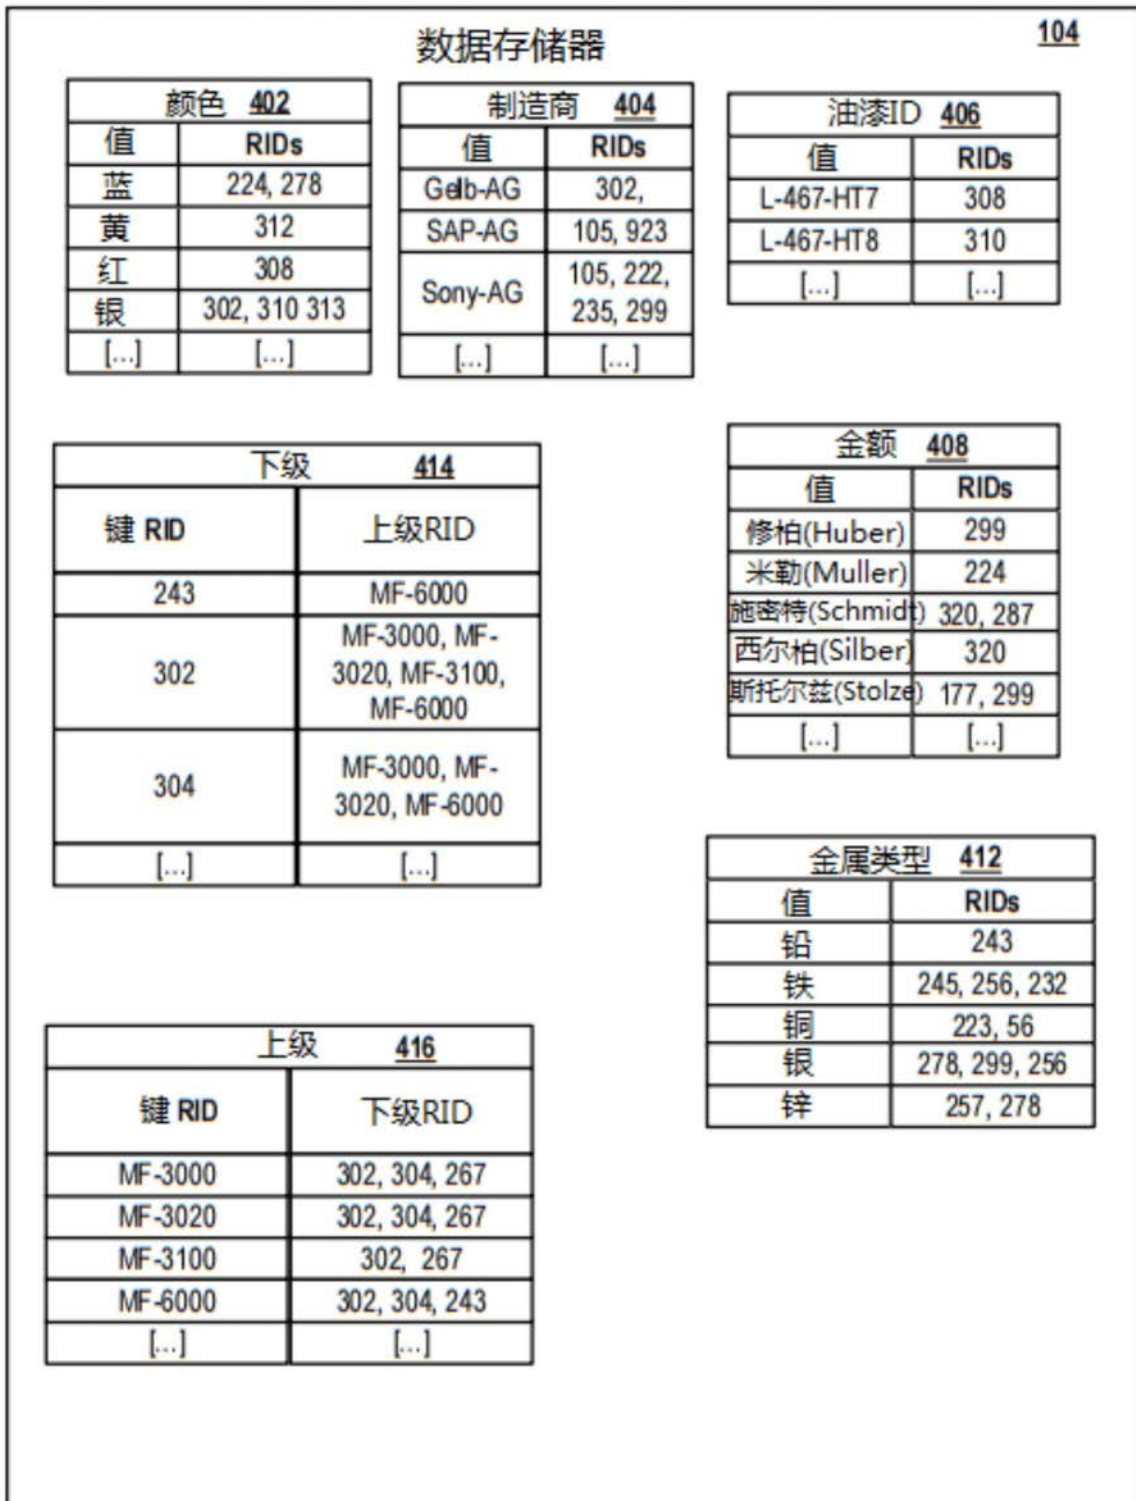 104
数据存储器
颜色 402
值 RIDs
蓝 224, 278
黄 312
红 308
银 302, 310 313
[...] [...]
制造商 404
值 RIDs
Gelb-AG 302,
SAP-AG 105, 923
Sony-AG 105, 222,
235, 299
[...] [...]
油漆ID 406
值 RIDs
L-467-HT7 308
L-467-HT8 310
[...] [...]
下级 414
键 RID 上级RID
243 MF-6000
302 MF-3000, MF-
3020, MF-3100,
MF-6000
304 MF-3000, MF-
3020, MF-6000
[...] [...]
金额 408
值 RIDs
修柏(Huber) 299
米勒(Muller) 224
施密特(Schmidt) 320, 287
西尔柏(Silber) 320
斯托尔兹(Stolze) 177, 299
[...] [...]
金属类型 412
值 RIDs
铅 243
铁 245, 256, 232
铜 223, 56
银 278, 299, 256
锌 257, 278
上级 416
键 RID 下级RID
MF-3000 302, 304, 267
MF-3020 302, 304, 267
MF-3100 302, 267
MF-6000 302, 304, 243
[...] [...]